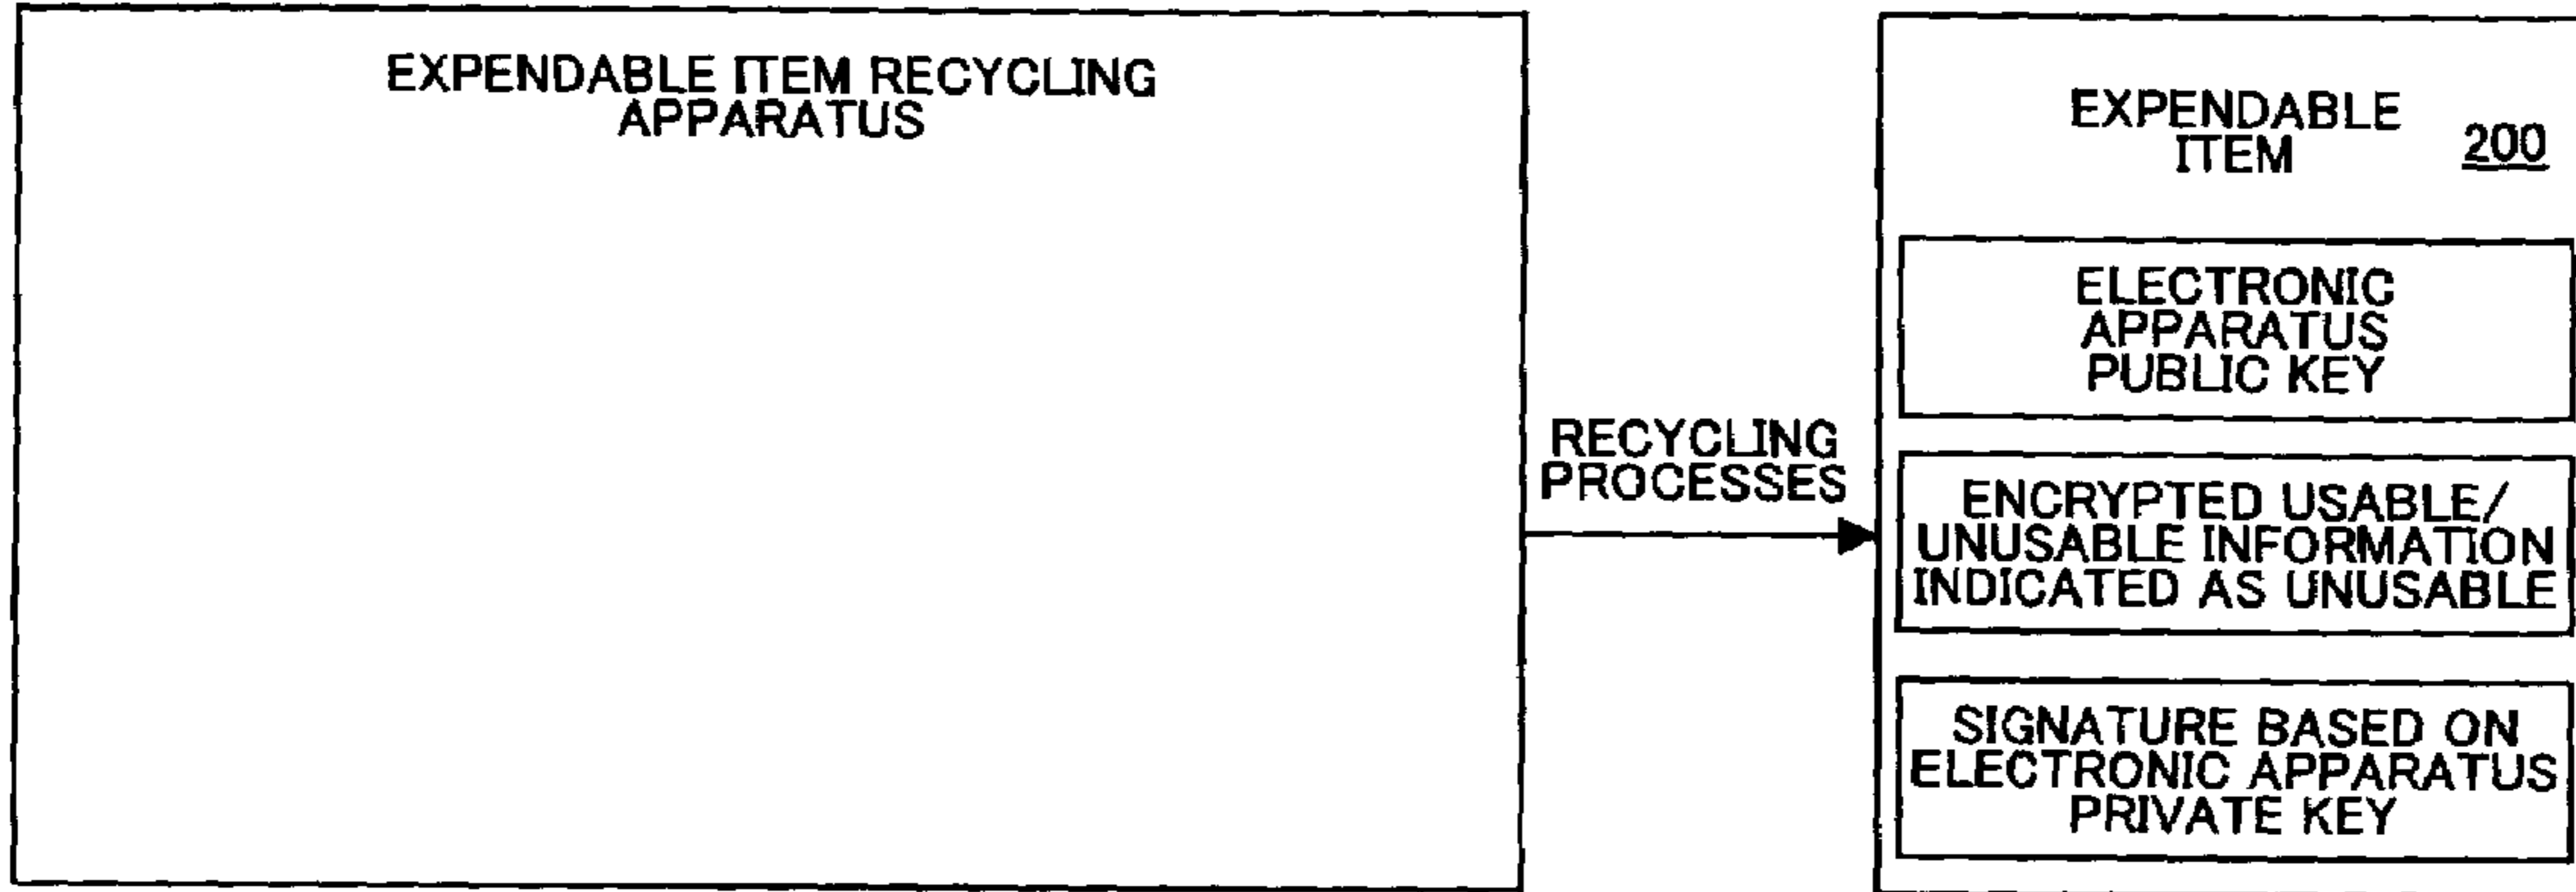 EXPENDABLE ITEM RECYCLING
APPARATUS
RECYCLING
PROCESSES
EXPENDABLE
ITEM
200
ELECTRONIC
APPARATUS
PUBLIC KEY
ENCRYPTED USABLE/
UNUSABLE INFORMATION
INDICATED AS UNUSABLE
SIGNATURE BASED ON
ELECTRONIC APPARATUS
PRIVATE KEY